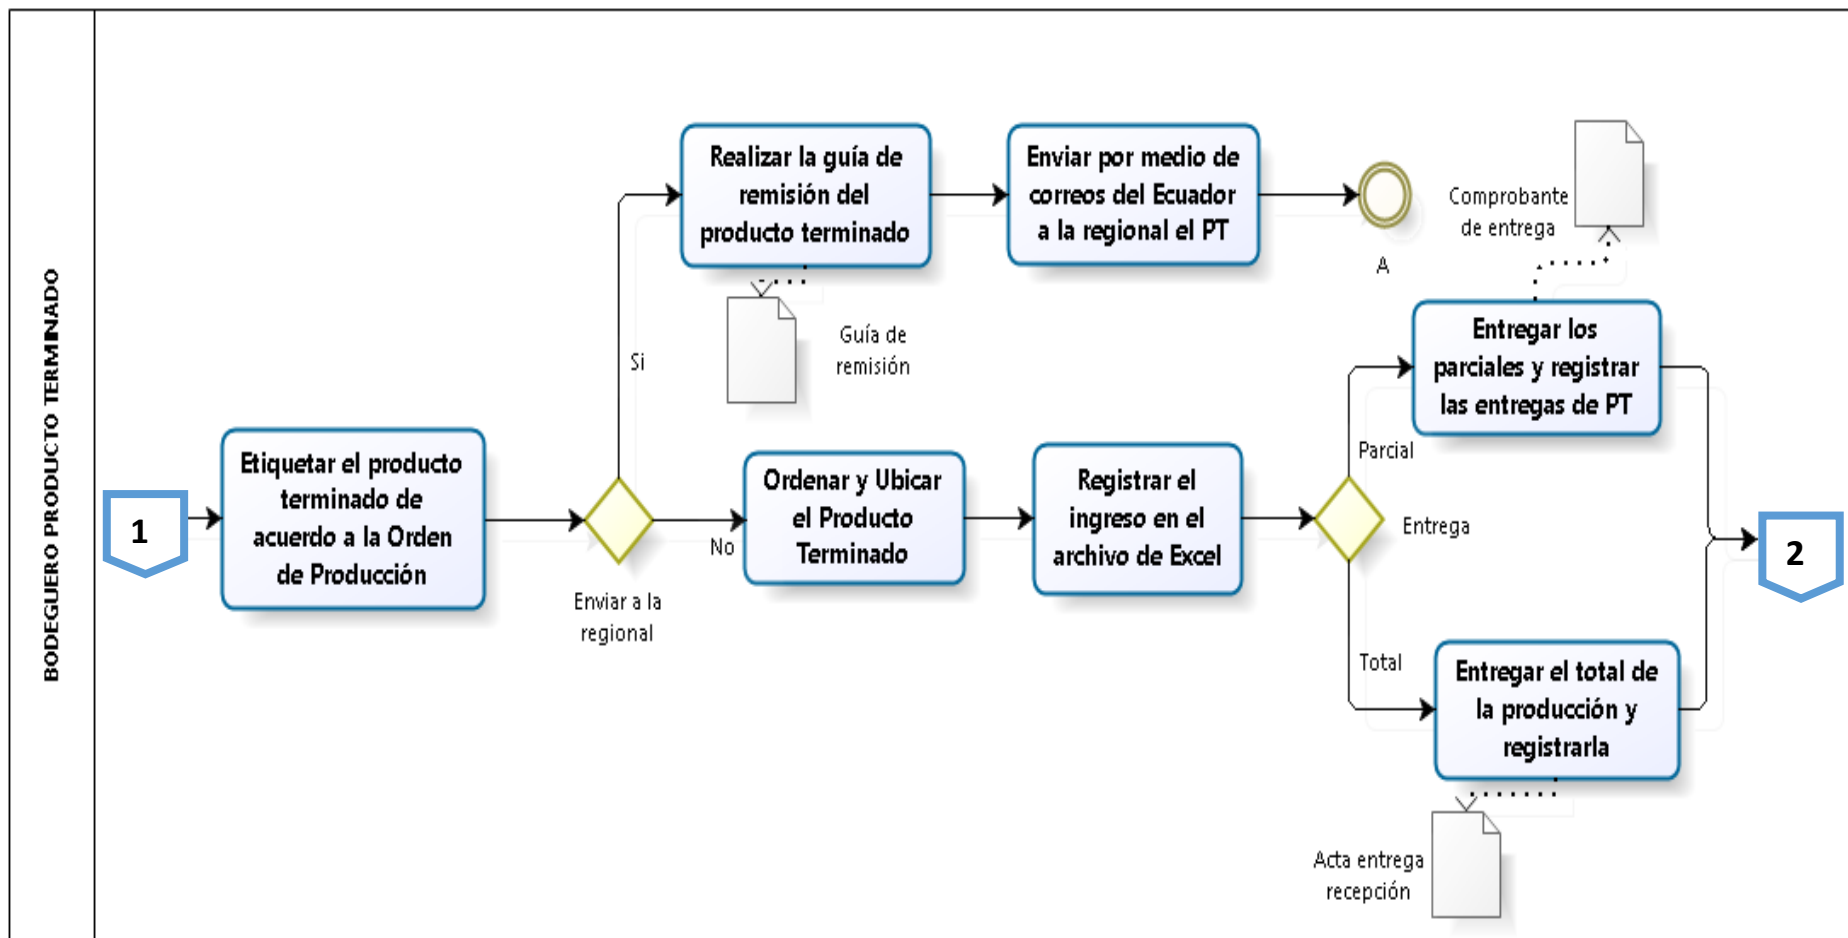 BODEGUERO PRODUCTO TERMINADO
1
Etiquetar el producto
terminado de
acuerdo a la Orden
de Producción
Enviar a la
regional
Si
No
Realizar la guía de
remisión del
producto terminado
Guía de
remisión
Enviar por medio de
correos del Ecuador
a la regional el PT
A
Ordenar y Ubicar
el Producto
Terminado
Registrar el
ingreso en el
archivo de Excel
Entrega
Parcial
Total
Entregar los
parciales y registrar
las entregas de PT
Comprobante
de entrega
Entregar el total de
la producción y
registrarla
Acta entrega
recepción
2